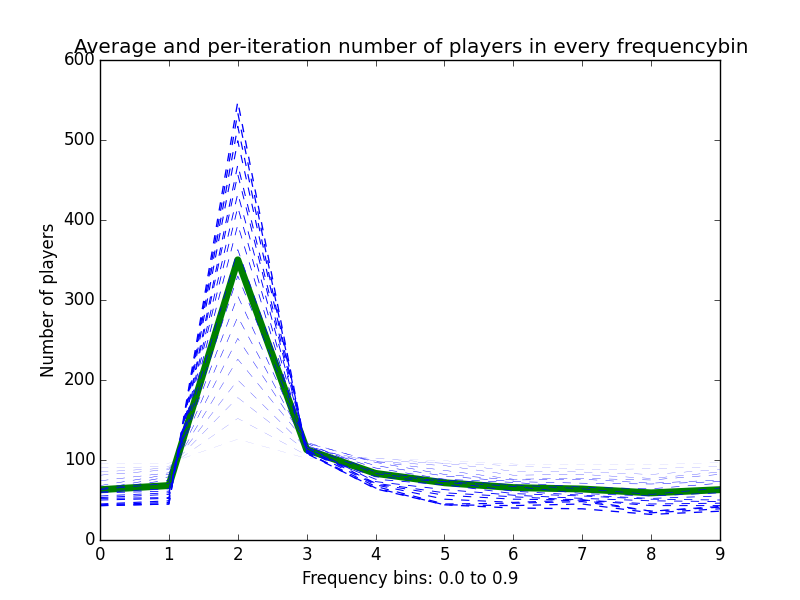 Average and per-iteration number of players in every frequencybin
600
500
400
300
200
100
0
Number of players
0 1 2 3 4 5 6 7 8 9
Frequency bins: 0.0 to 0.9